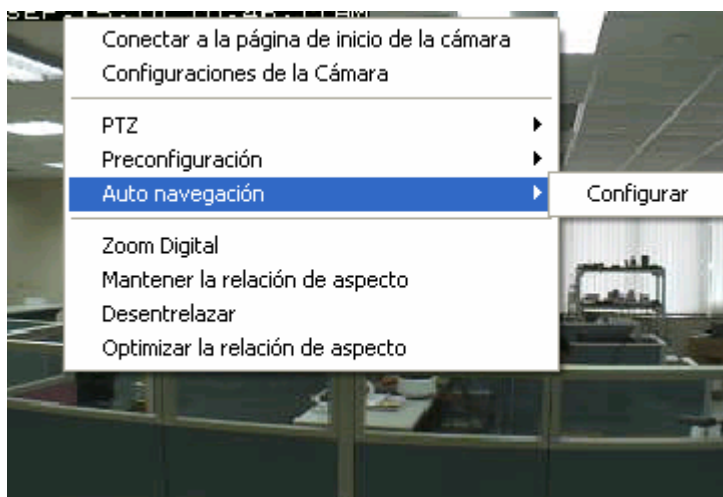 Conectar a la página de inicio de la cámara
Configuraciones de la Cámara
PTZ
Preconfiguración
Auto navegación
Configurar
Zoom Digital
Mantener la relación de aspecto
Desentrelazar
Optimizar la relación de aspecto